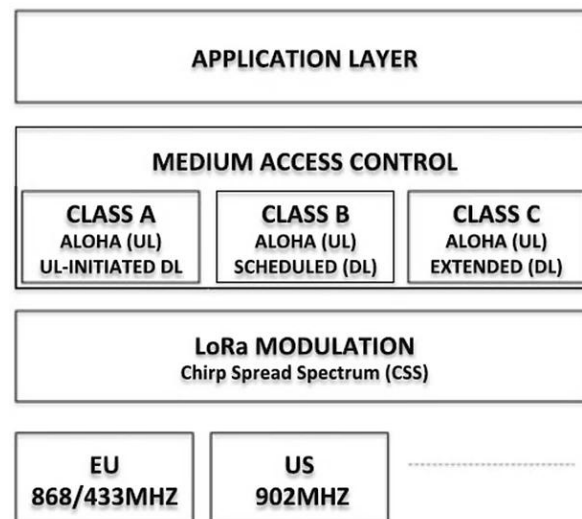 APPLICATION LAYER
MEDIUM ACCESS CONTROL
CLASS A
ALOHA (UL)
UL-INITIATED DL
CLASS B
ALOHA (UL)
SCHEDULED (DL)
CLASS C
ALOHA (UL)
EXTENDED (DL)
LoRa MODULATION
Chirp Spread Spectrum (CSS)
EU
868/433MHZ
US
902MHZ